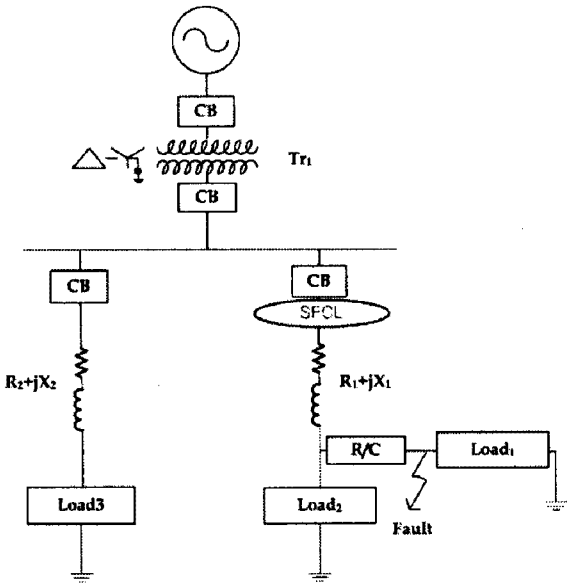 CB
Tr₁
CB
CB
CB
SFCL
R₂+jX₂
R₁+jX₁
R/C
Load₁
Load3
Load₂
Fault